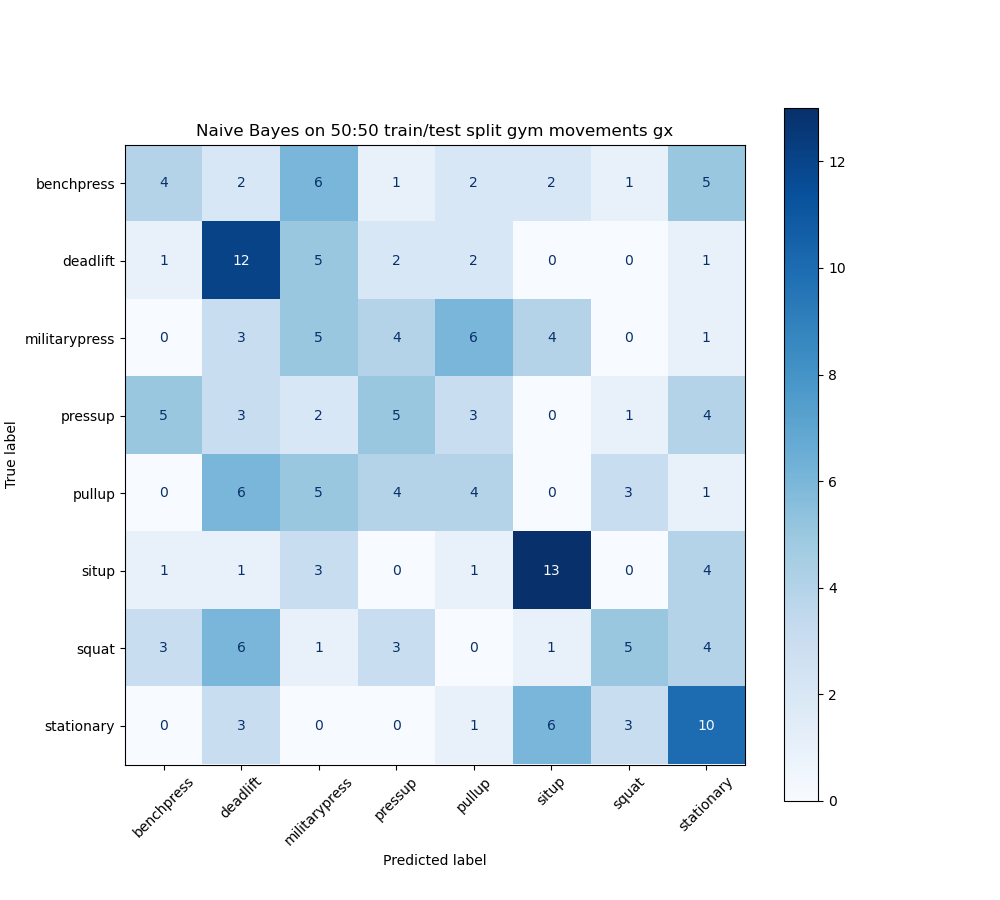 Naive Bayes on 50:50 train/test split gym movements gx
benchpress 4 2 6 1 2 2 1 5
deadlift 1 12 5 2 2 0 0 1
militarypress 0 3 5 4 6 4 0 1
pressup 5 3 2 5 3 0 1 4
pullup 0 6 5 4 4 0 3 1
situp 1 1 3 0 1 13 0 4
squat 3 6 1 3 0 1 5 4
stationary 0 3 0 0 1 6 3 10
True label
benchpress deadlift militarypress pressup pullup situp squat stationary
Predicted label
12
10
8
6
4
2
0